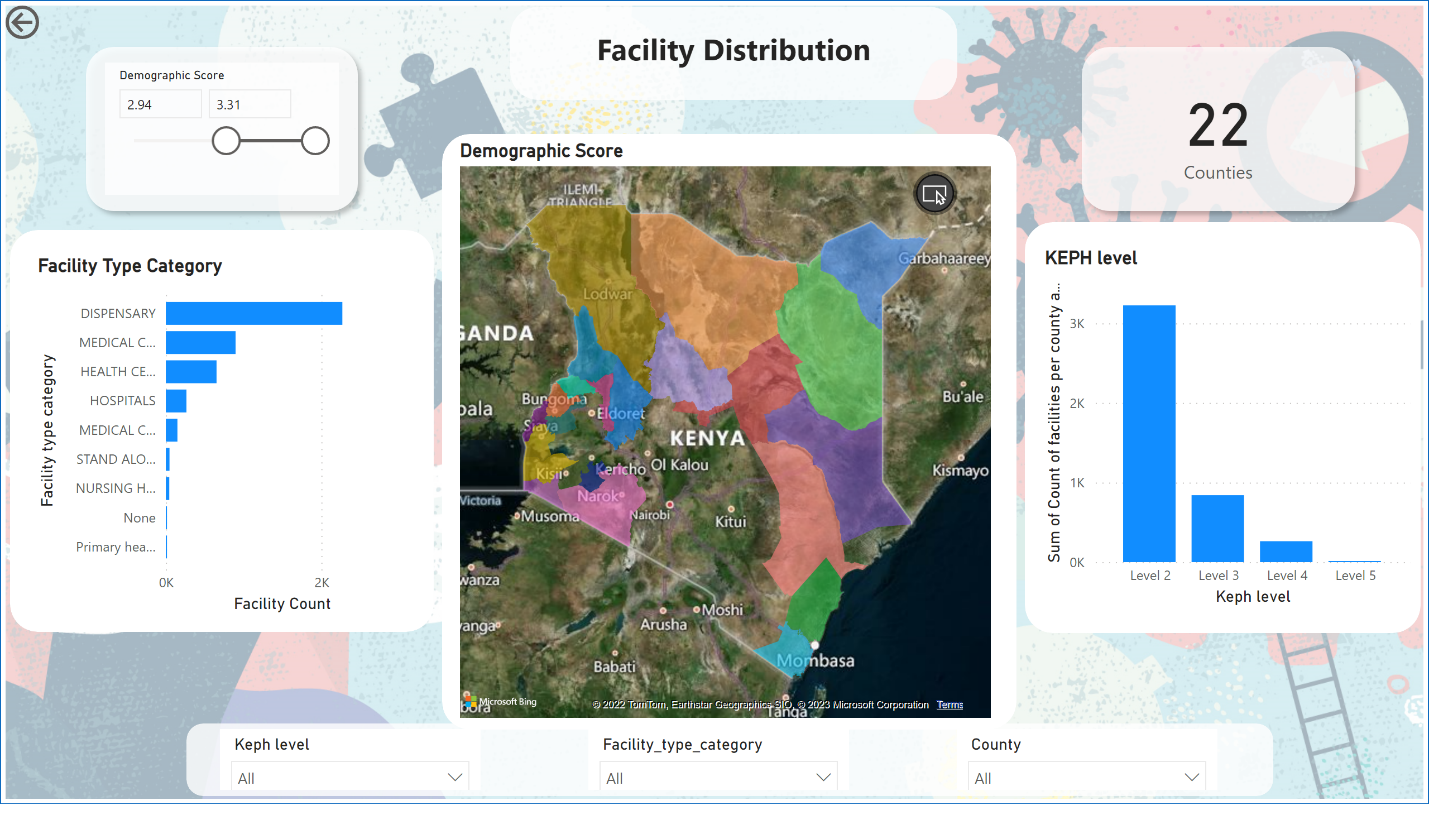 Facility Distribution
Demographic Score
2.94
3.31
22
Counties
Facility Type Category
Facility type category
DISPENSARY
MEDICAL C...
HEALTH CE...
HOSPITALS
MEDICAL C...
STAND ALO...
NURSING H...
None
Primary hea...
0K
2K
Facility Count
Demographic Score
ILEMI
TRIANGLE
Garbahaareey
Lodwar
GANDA
Bu'ale
Bungoma
pala
Eldoret
Siaya
KENYA
Kisii
Kericho
Ol Kalou
Kismayo
Narok
Victoria
Musoma
Nairobi
Kitui
wanza
Moshi
Arusha
yanga
Mombasa
Babati
bora
Tanga
Microsoft Bing
© 2022 TomTom, Earthstar Geographics SIO, © 2023 Microsoft Corporation
Terms
KEPH level
Sum of Count of facilities per county a...
3K
2K
1K
0K
Level 2
Level 3
Level 4
Level 5
Keph level
Keph level
All
Facility_type_category
All
County
All